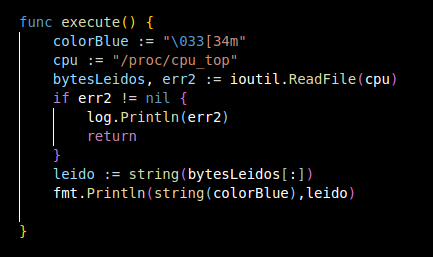 func execute() {
    colorBlue := "\033[34m"
    cpu := "/proc/cpu_top"
    bytesLeidos, err2 := ioutil.ReadFile(cpu)
    if err2 != nil {
        log.Println(err2)
        return
    }
    leido := string(bytesLeidos[:])
    fmt.Println(string(colorBlue),leido)
}